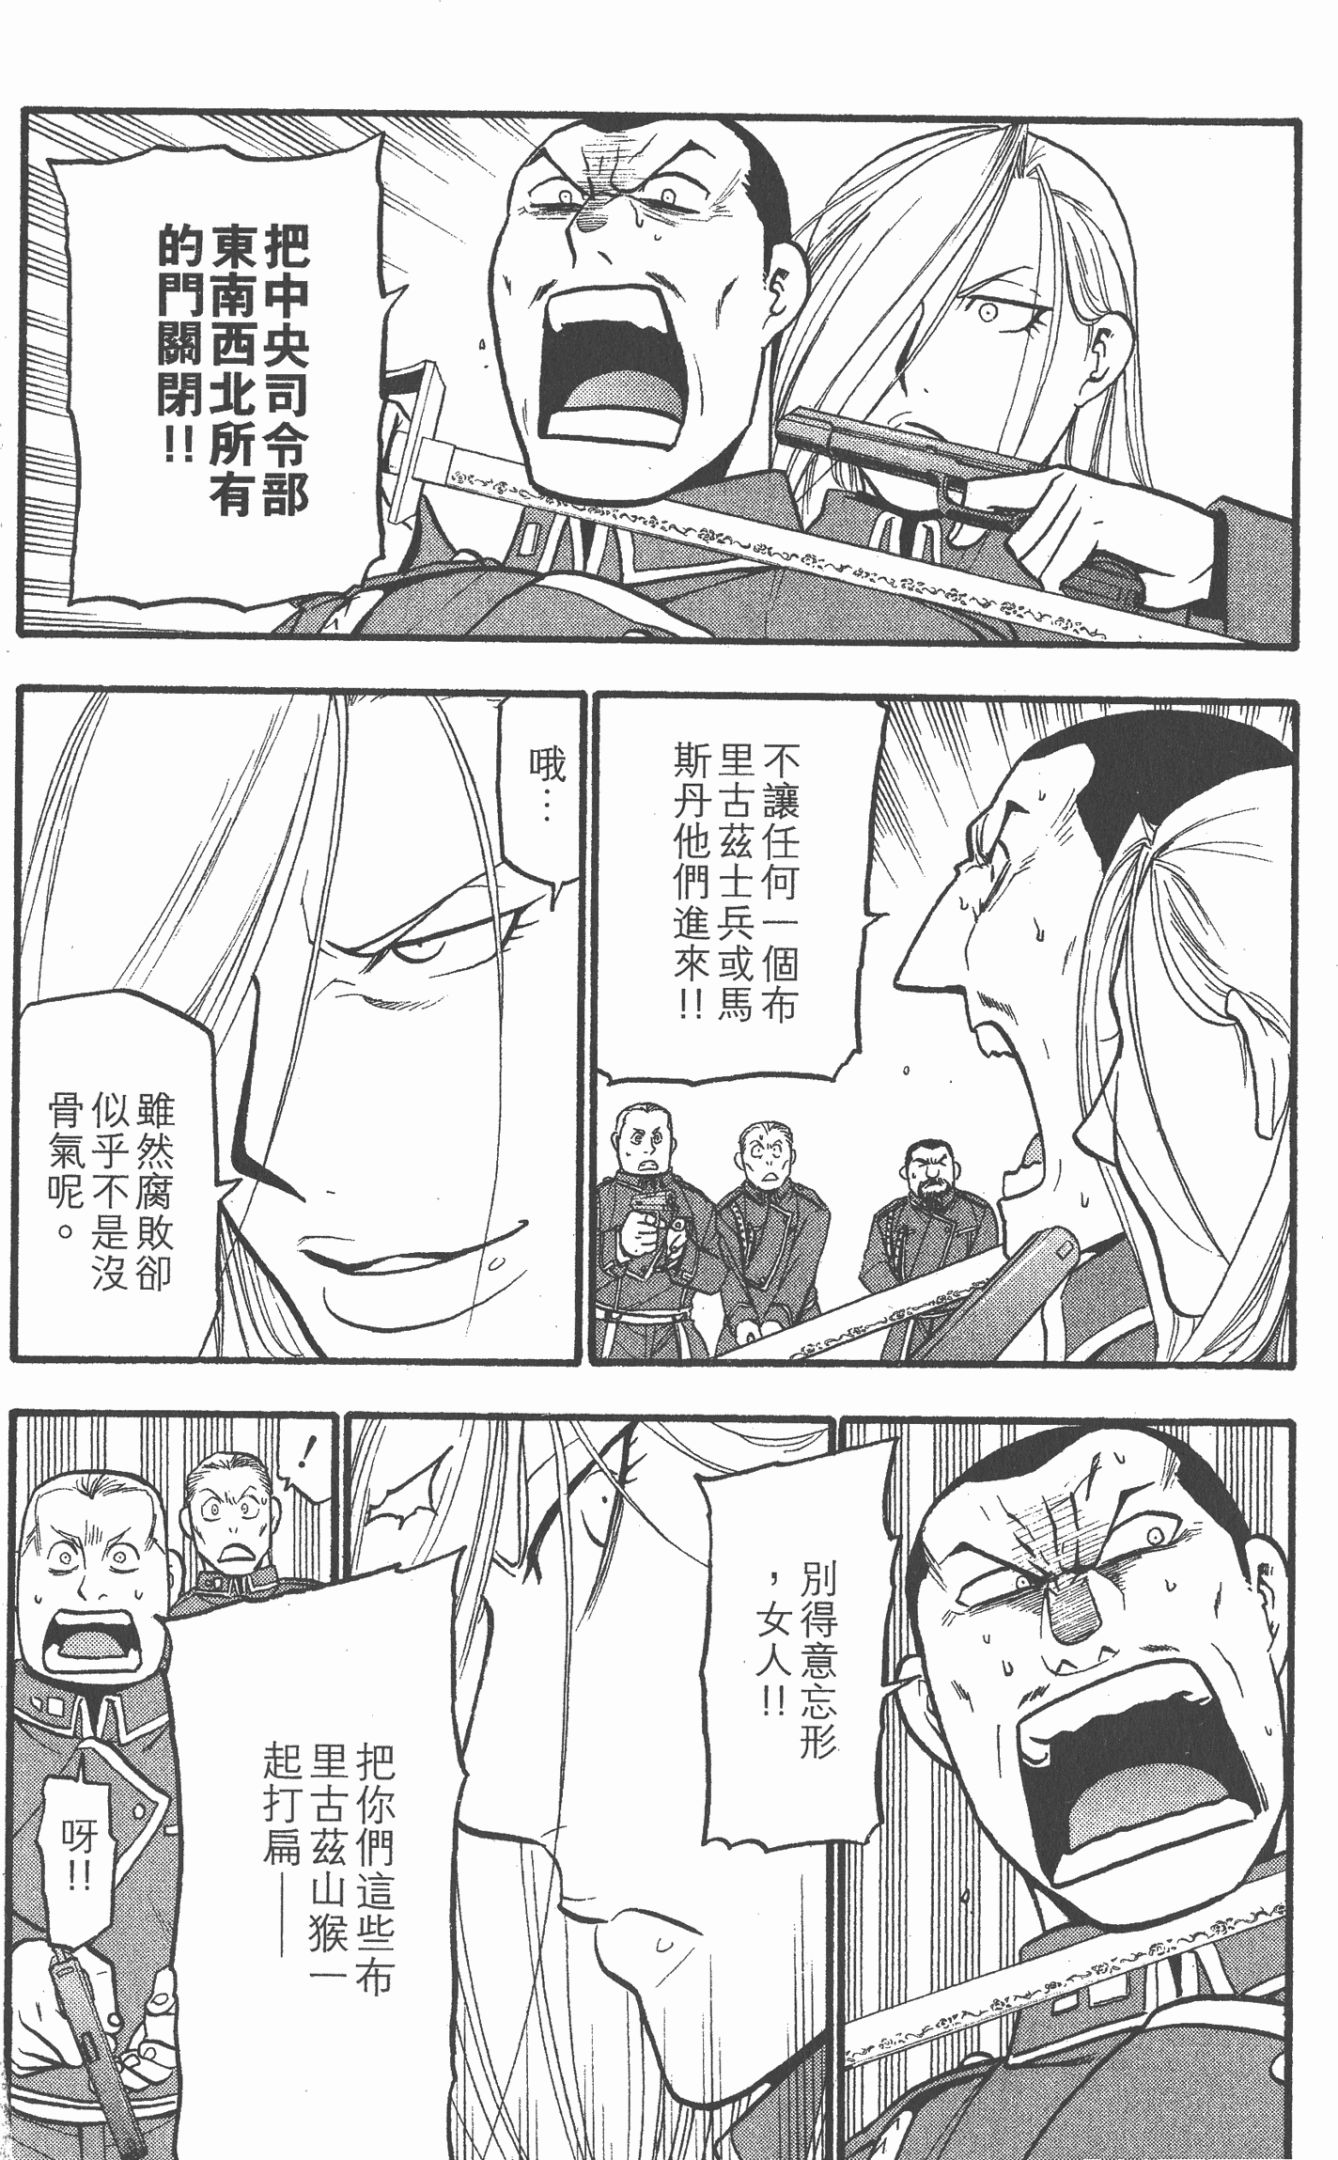 把中央司令部
東南西北所有
的門關閉!!
不讓任何一個布
里古茲士兵或馬
斯丹他們進來!!
哦…
雖然腐敗卻
似乎不是沒
骨氣呢。
別得意忘形
，女人!!
把你們這些布
里古茲山猴一
起打扁——
！
呀!!